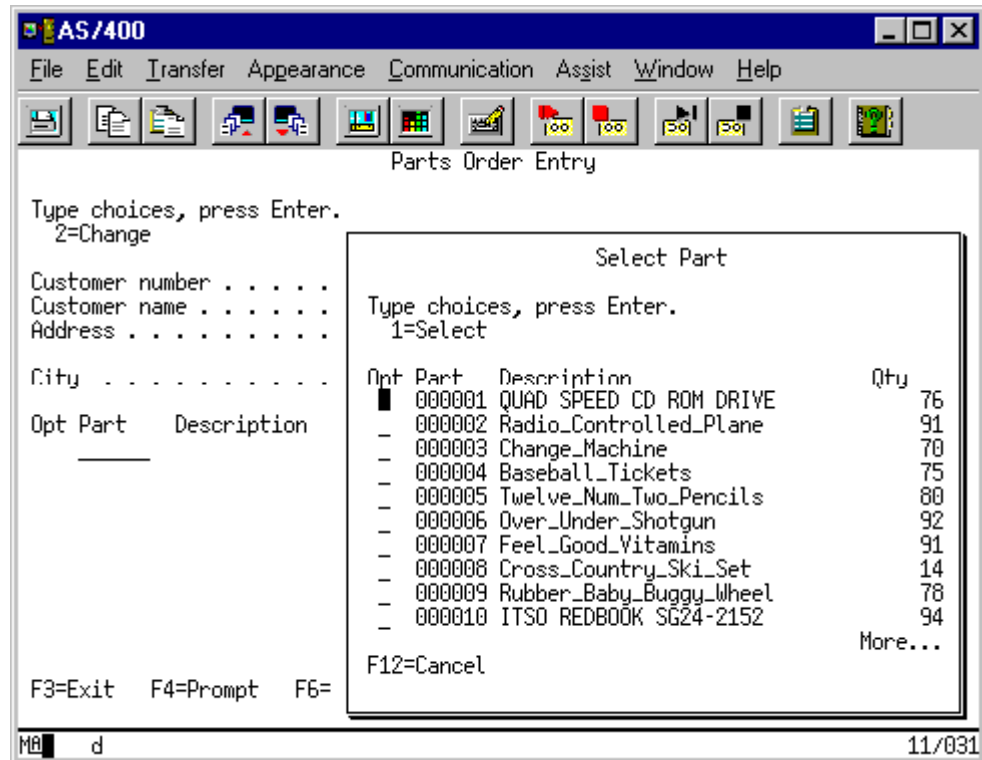 AS/400
File Edit Transfer Appearance Communication Assist Window Help
Parts Order Entry
Type choices, press Enter.
2=Change
Customer number . . . . .
Customer name . . . . . .
Address . . . . . . . . .
City . . . . . . . . . .
Opt Part Description
F3=Exit F4=Prompt F6=
Select Part
Type choices, press Enter.
1=Select
Opt Part Description Qty
000001 QUAD SPEED CD ROM DRIVE 76
_ 000002 Radio_Controlled_Plane 91
_ 000003 Change_Machine 70
_ 000004 Baseball_Tickets 75
_ 000005 Twelve_Num_Two_Pencils 80
_ 000006 Over_Under_Shotgun 92
_ 000007 Feel_Good_Vitamins 91
_ 000008 Cross_Country_Ski_Set 14
_ 000009 Rubber_Baby_Buggy_Wheel 78
_ 000010 ITSO REDBOOK SG24-2152 94
More...
F12=Cancel
MA d 11/031